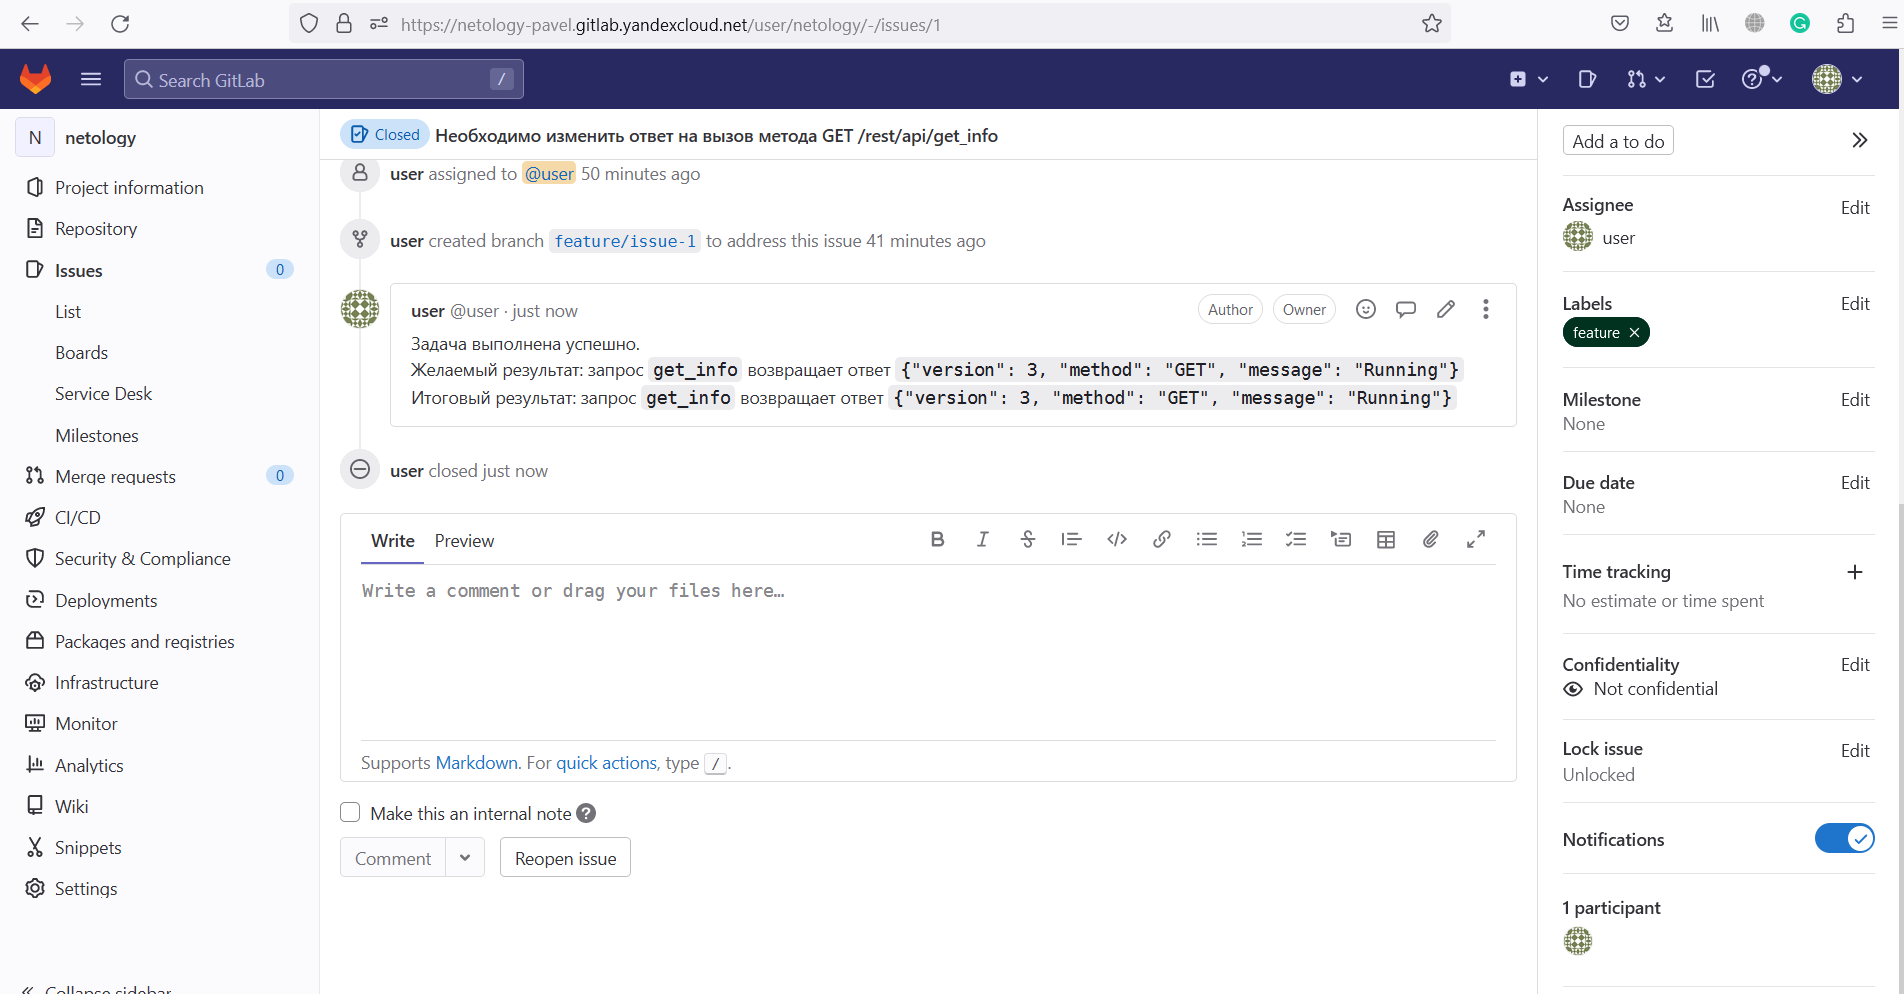 https://netology-pavel.gitlab.yandexcloud.net/user/netology/-/issues/1
Search GitLab /
N netology
Project information
Repository
Issues 0
List
Boards
Service Desk
Milestones
Merge requests 0
CI/CD
Security & Compliance
Deployments
Packages and registries
Infrastructure
Monitor
Analytics
Wiki
Snippets
Settings
Collapse sidebar
Closed Необходимо изменить ответ на вызов метода GET /rest/api/get_info
user assigned to @user 50 minutes ago
user created branch feature/issue-1 to address this issue 41 minutes ago
user @user · just now Author Owner
Задача выполнена успешно.
Желаемый результат: запрос get_info возвращает ответ {"version": 3, "method": "GET", "message": "Running"}
Итоговый результат: запрос get_info возвращает ответ {"version": 3, "method": "GET", "message": "Running"}
user closed just now
Write Preview
Write a comment or drag your files here…
Supports Markdown. For quick actions, type /.
Make this an internal note ?
Comment Reopen issue
Add a to do
Assignee Edit
user
Labels Edit
feature ×
Milestone Edit
None
Due date Edit
None
Time tracking +
No estimate or time spent
Confidentiality Edit
Not confidential
Lock issue Edit
Unlocked
Notifications
1 participant